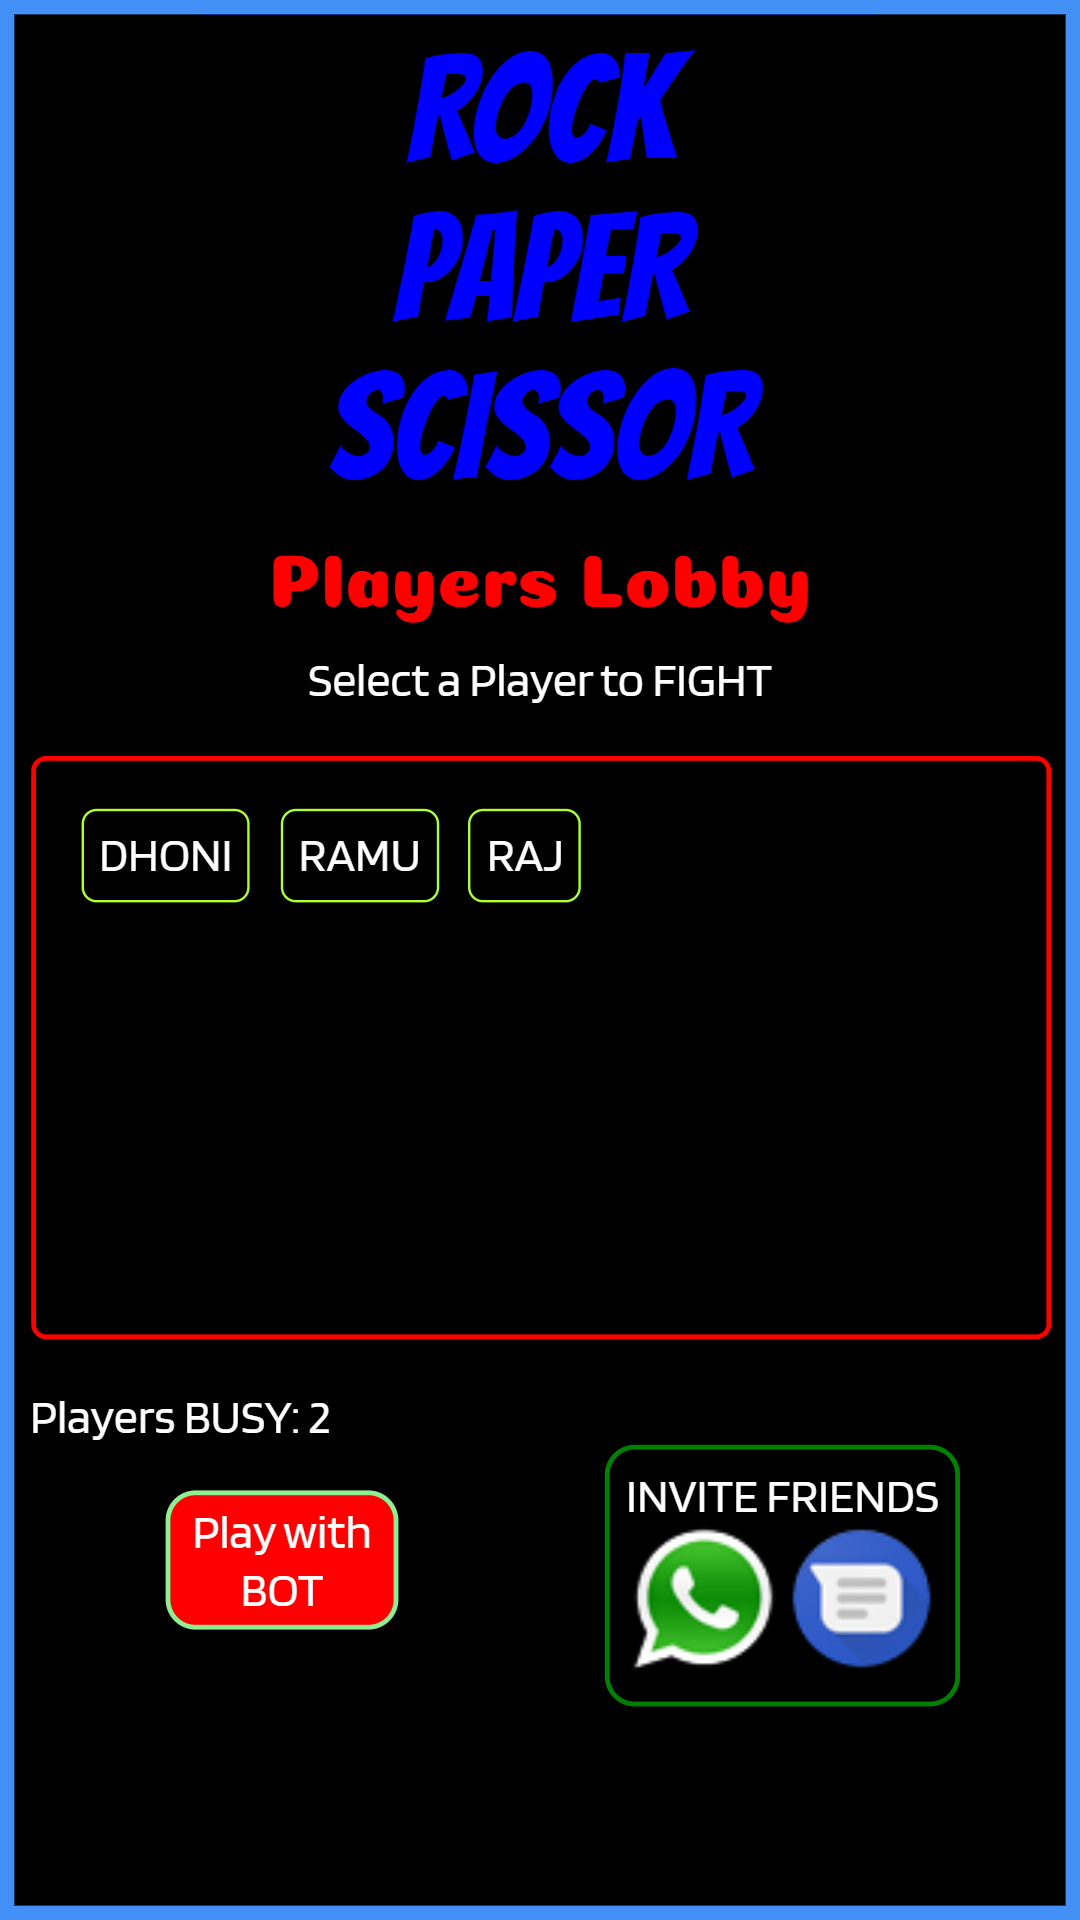 ROCK
PAPER
SCISSOR
Players Lobby
Select a Player to FIGHT
DHONI RAMU RAJ
Players BUSY: 2
INVITE FRIENDS
Play with
BOT